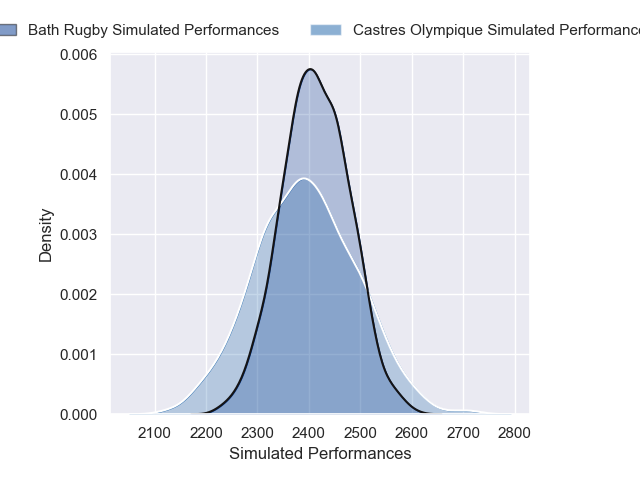 Bath Rugby Simulated Performances
Castres Olympique Simulated Performanc
0.006
0.005
0.004
0.003
0.002
0.001
0.000
Density
2100 2200 2300 2400 2500 2600 2700 2800
Simulated Performances